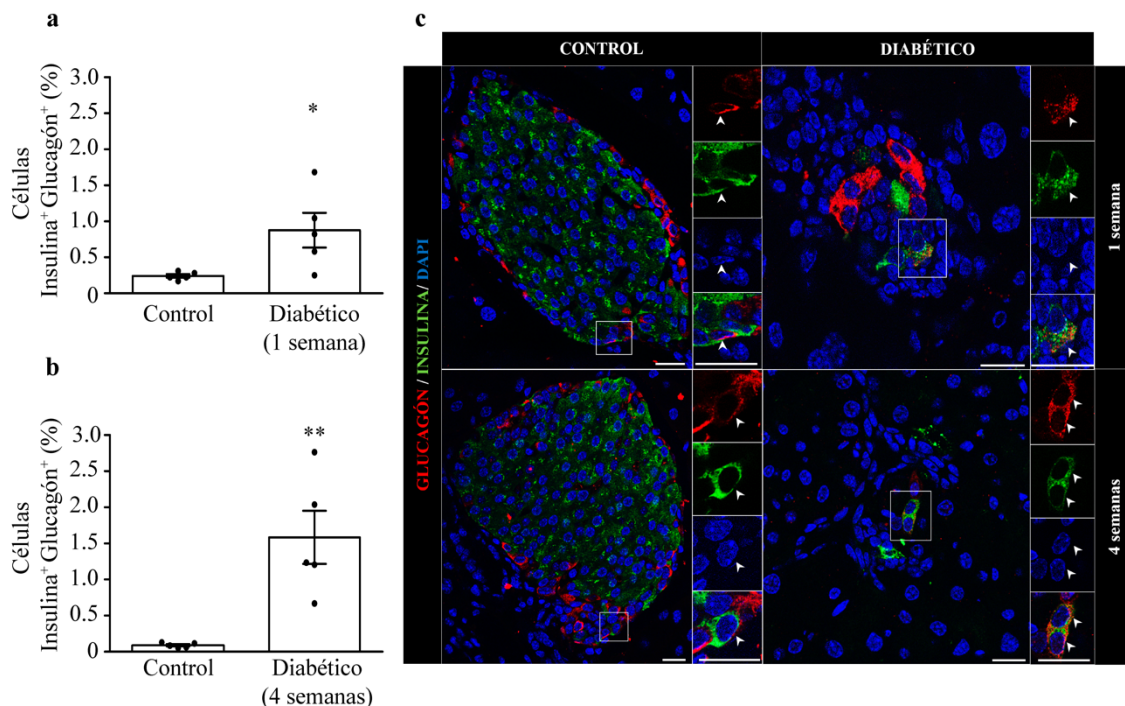 a
Células
Insulina⁺ Glucagón⁺ (%)
3.0
2.5
2.0
1.5
1.0
0.5
0
*
Control
Diabético
(1 semana)
b
Células
Insulina⁺ Glucagón⁺ (%)
3.0
2.5
2.0
1.5
1.0
0.5
0
**
Control
Diabético
(4 semanas)
c
CONTROL
DIABÉTICO
GLUCAGÓN / INSULINA/ DAPI
1 semana
4 semanas